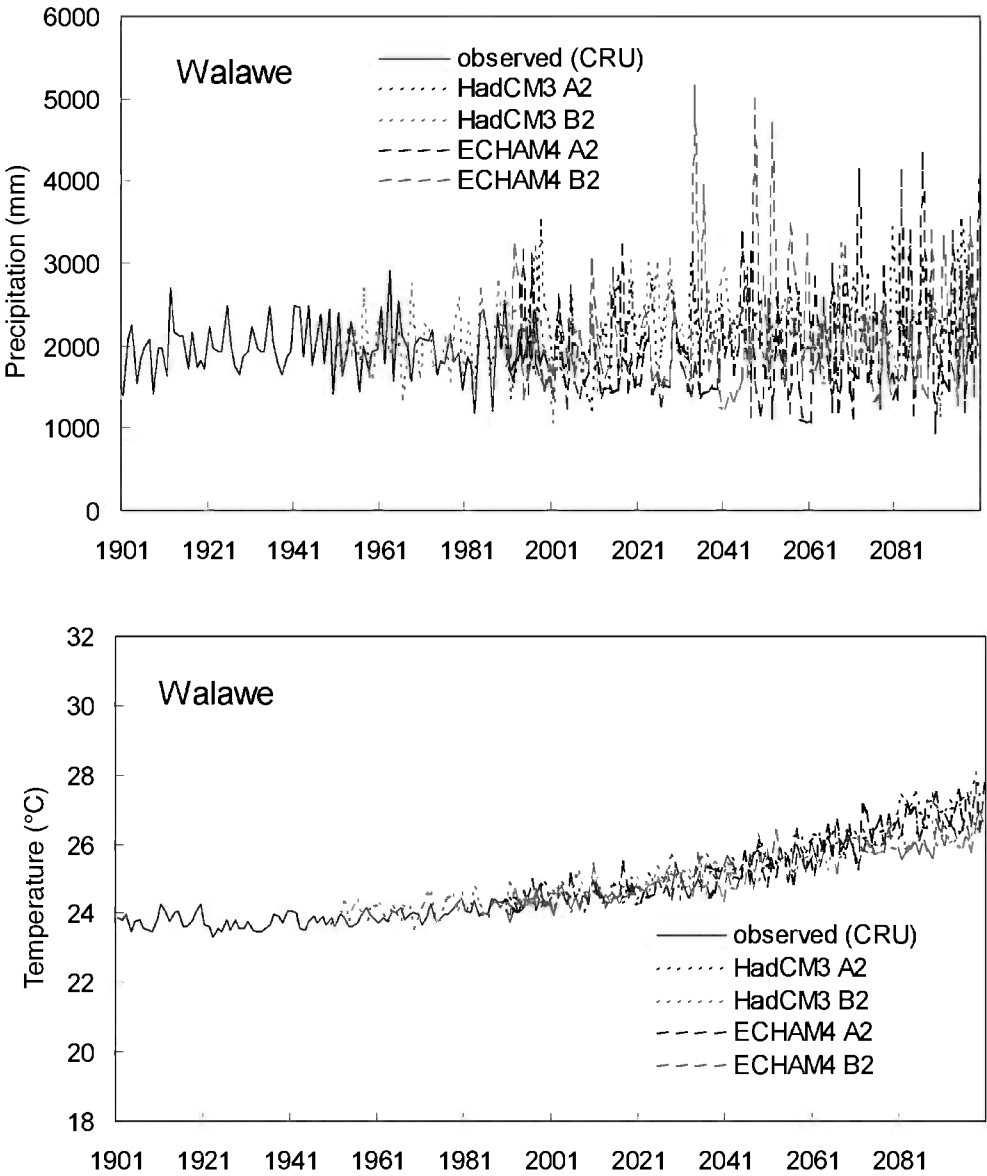 Walawe
observed (CRU)
HadCM3 A2
HadCM3 B2
ECHAM4 A2
ECHAM4 B2
Precipitation (mm)
6000
5000
4000
3000
2000
1000
0
1901 1921 1941 1961 1981 2001 2021 2041 2061 2081
Walawe
Temperature (°C)
32
30
28
26
24
22
20
18
observed (CRU)
HadCM3 A2
HadCM3 B2
ECHAM4 A2
ECHAM4 B2
1901 1921 1941 1961 1981 2001 2021 2041 2061 2081